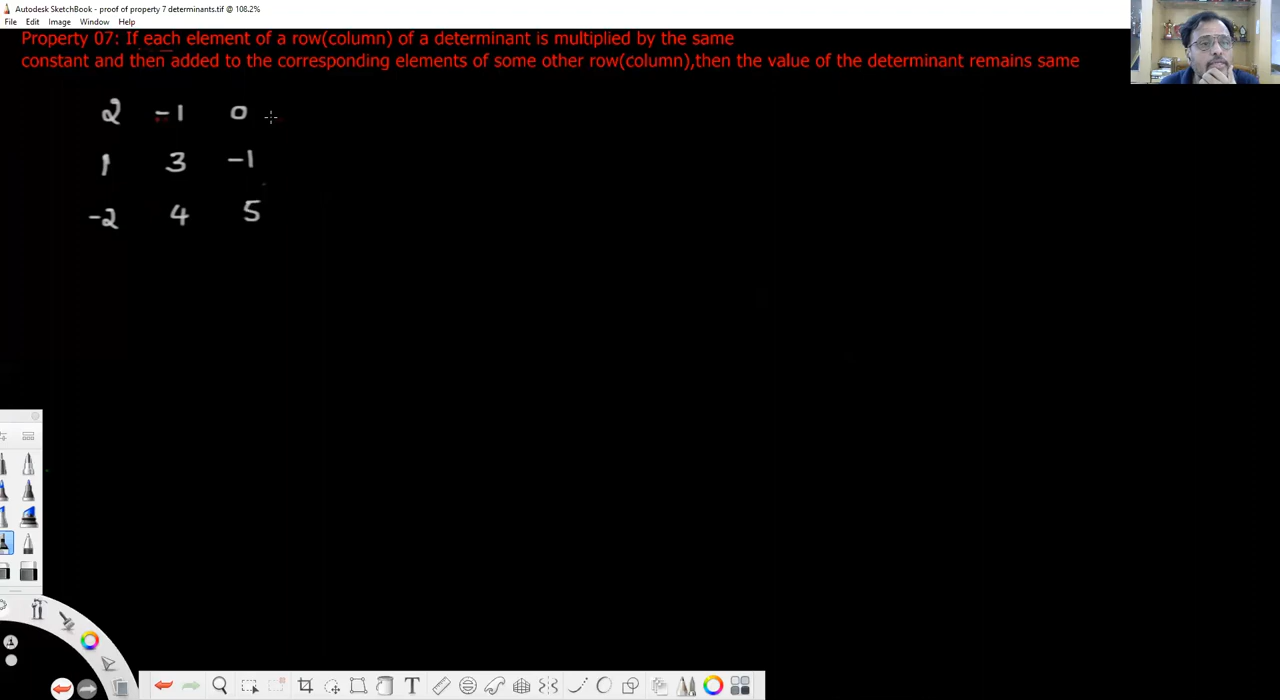 Autodesk SketchBook - proof of property 7 determinants.tif @ 108.2%
File Edit Image Window Help
Property 07: If each element of a row(column) of a determinant is multiplied by the same
constant and then added to the corresponding elements of some other row(column),then the value of the determinant remains same
2 -1 0
1 3 -1
-2 4 5
T